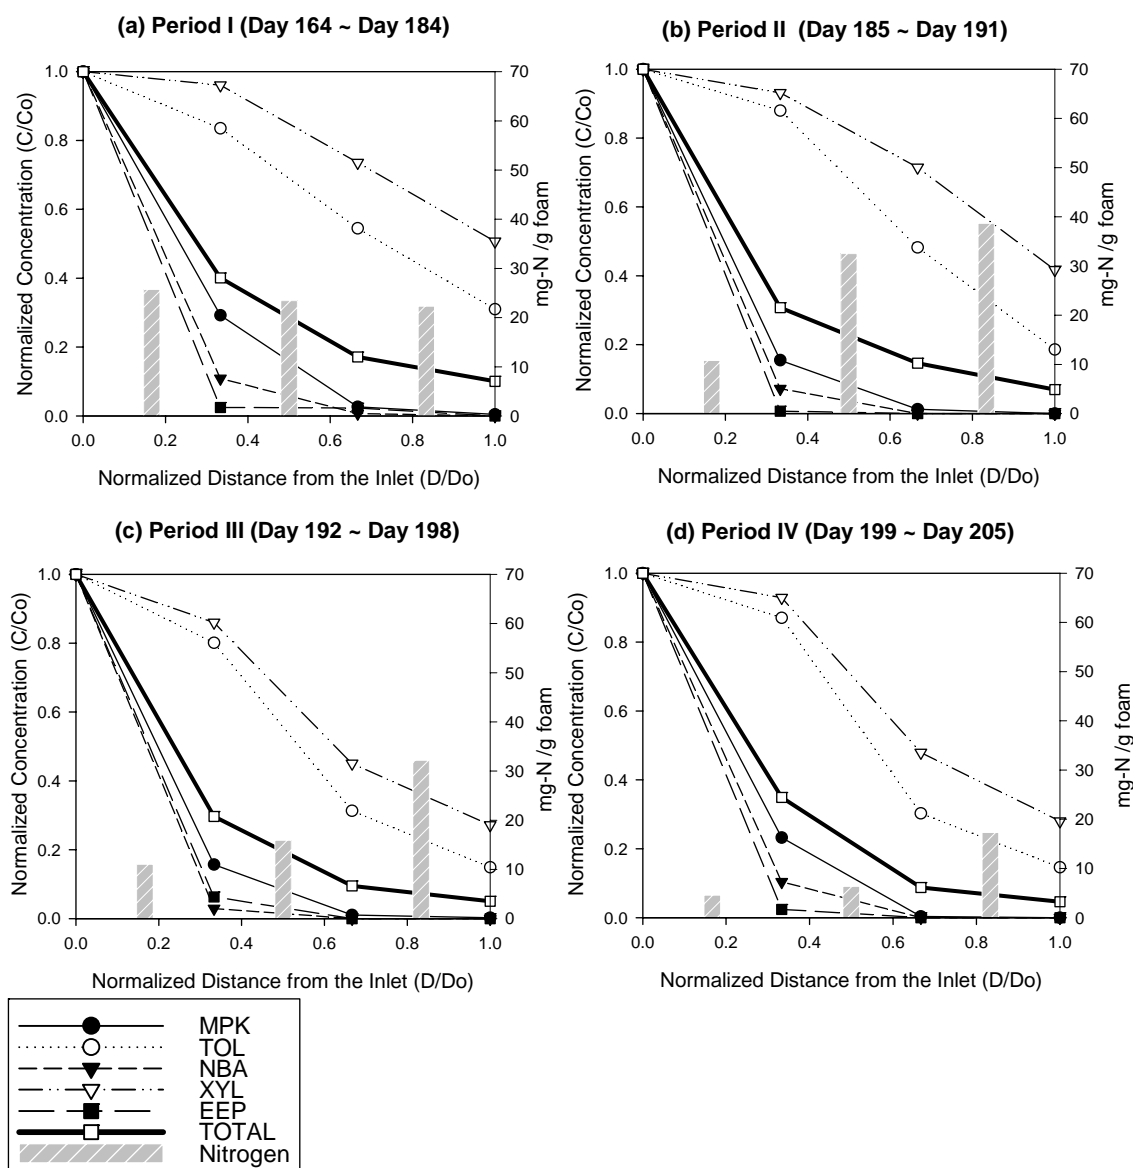 (a) Period I (Day 164 ~ Day 184)
1.0
0.8
0.6
0.4
0.2
0.0
Normalized Concentration (C/Co)
70
60
50
40
30
20
10
0
mg-N /g foam
0.0 0.2 0.4 0.6 0.8 1.0
Normalized Distance from the Inlet (D/Do)
(b) Period II (Day 185 ~ Day 191)
1.0
0.8
0.6
0.4
0.2
0.0
Normalized Concentration (C/Co)
70
60
50
40
30
20
10
0
mg-N /g foam
0.0 0.2 0.4 0.6 0.8 1.0
Normalized Distance from the Inlet (D/Do)
(c) Period III (Day 192 ~ Day 198)
1.0
0.8
0.6
0.4
0.2
0.0
Normalized Concentration (C/Co)
70
60
50
40
30
20
10
0
mg-N /g foam
0.0 0.2 0.4 0.6 0.8 1.0
Normalized Distance from the Inlet (D/Do)
(d) Period IV (Day 199 ~ Day 205)
1.0
0.8
0.6
0.4
0.2
0.0
Normalized Concentration (C/Co)
70
60
50
40
30
20
10
0
mg-N /g foam
0.0 0.2 0.4 0.6 0.8 1.0
Normalized Distance from the Inlet (D/Do)
MPK
TOL
NBA
XYL
EEP
TOTAL
Nitrogen